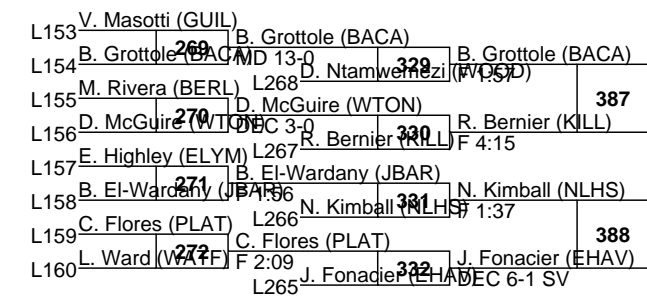 L153 V. Masotti (GUIL)
269 B. Grottole (BACA)
L154 B. Grottole (BACA) MD 13-0 329 B. Grottole (BACA)
L268 D. Ntamwemezi (WOOD) F 1:57
L155 M. Rivera (BERL) 387
270 D. McGuire (WTON)
L156 D. McGuire (WTON) DEC 3-0 330 R. Bernier (KILL)
L267 R. Bernier (KILL) F 4:15
L157 E. Highley (ELYM)
271 B. El-Wardany (JBAR)
L158 B. El-Wardany (JBAR) F 1:56 331 N. Kimball (NLHS)
L266 N. Kimball (NLHS) F 1:37
L159 C. Flores (PLAT) 388
272 C. Flores (PLAT)
L160 L. Ward (WATF) F 2:09 332 J. Fonacier (EHAV)
L265 J. Fonacier (EHAV) DEC 6-1 SV